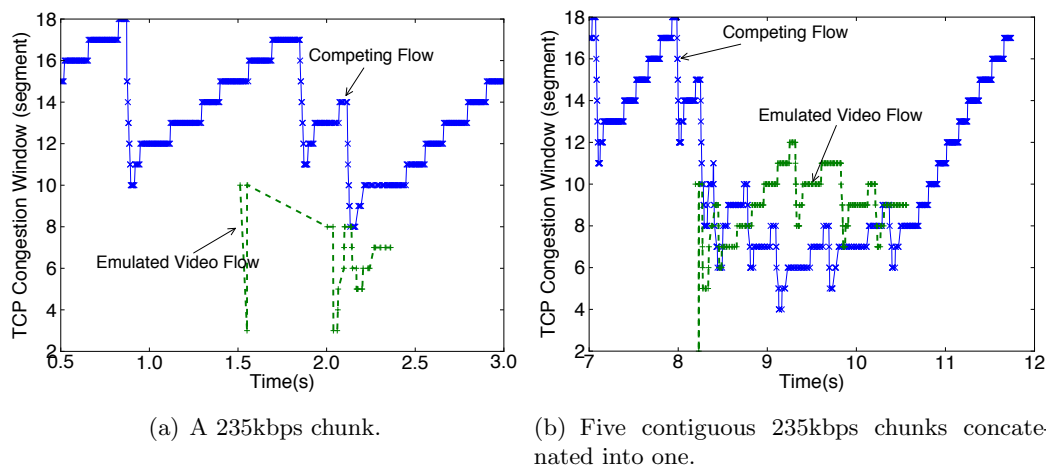 TCP Congestion Window (segment)
18
16
14
12
10
8
6
4
2
0.5
1.0
1.5
2.0
2.5
3.0
Time(s)
Competing Flow
Emulated Video Flow
(a) A 235kbps chunk.
TCP Congestion Window (segment)
18
16
14
12
10
8
6
4
2
7
8
9
10
11
12
Time(s)
Competing Flow
Emulated Video Flow
(b) Five contiguous 235kbps chunks concate-
nated into one.